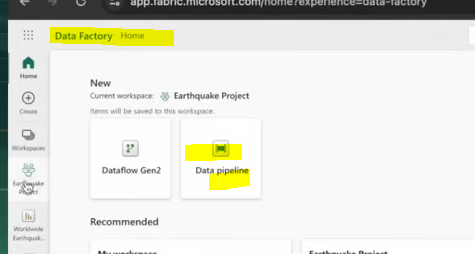 app.fabric.microsoft.com/home?experience=data-factory
Data Factory Home
Home
Create
Workspaces
Earthquake
Project
Worldwide
Earthquak...
New
Current workspace: Earthquake Project
Items will be saved to this workspace.
Dataflow Gen2
Data pipeline
Recommended
My workspace
Earthquake Project